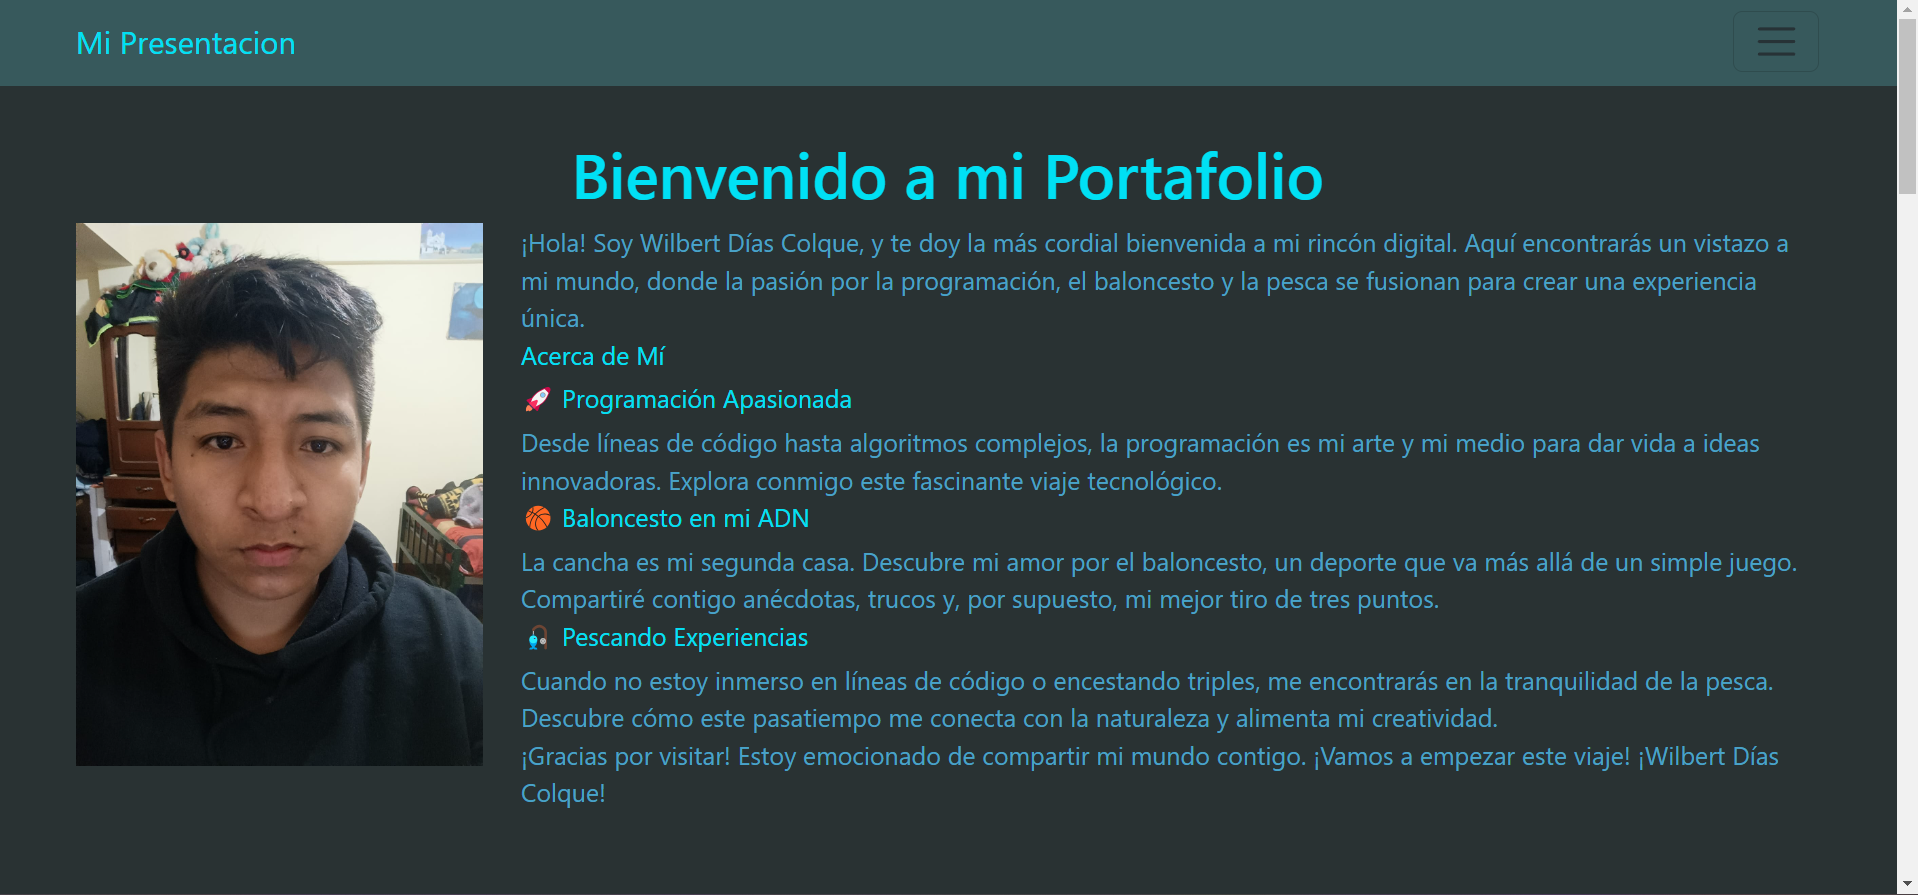 Mi Presentacion
Bienvenido a mi Portafolio
¡Hola! Soy Wilbert Días Colque, y te doy la más cordial bienvenida a mi rincón digital. Aquí encontrarás un vistazo a
mi mundo, donde la pasión por la programación, el baloncesto y la pesca se fusionan para crear una experiencia
única.
Acerca de Mí
🚀 Programación Apasionada
Desde líneas de código hasta algoritmos complejos, la programación es mi arte y mi medio para dar vida a ideas
innovadoras. Explora conmigo este fascinante viaje tecnológico.
🏀 Baloncesto en mi ADN
La cancha es mi segunda casa. Descubre mi amor por el baloncesto, un deporte que va más allá de un simple juego.
Compartiré contigo anécdotas, trucos y, por supuesto, mi mejor tiro de tres puntos.
🎣 Pescando Experiencias
Cuando no estoy inmerso en líneas de código o encestando triples, me encontrarás en la tranquilidad de la pesca.
Descubre cómo este pasatiempo me conecta con la naturaleza y alimenta mi creatividad.
¡Gracias por visitar! Estoy emocionado de compartir mi mundo contigo. ¡Vamos a empezar este viaje! ¡Wilbert Días
Colque!